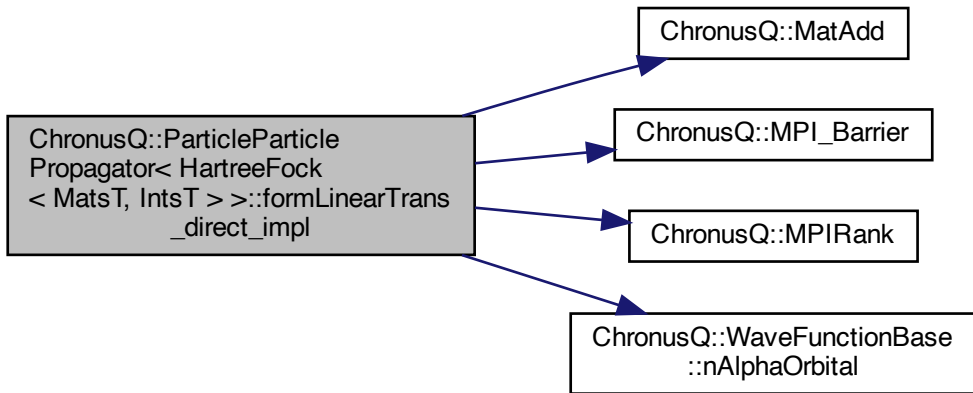 ChronusQ::ParticleParticle
Propagator< HartreeFock
< MatsT, IntsT > >::formLinearTrans
_direct_impl
ChronusQ::MatAdd
ChronusQ::MPI_Barrier
ChronusQ::MPIRank
ChronusQ::WaveFunctionBase
::nAlphaOrbital